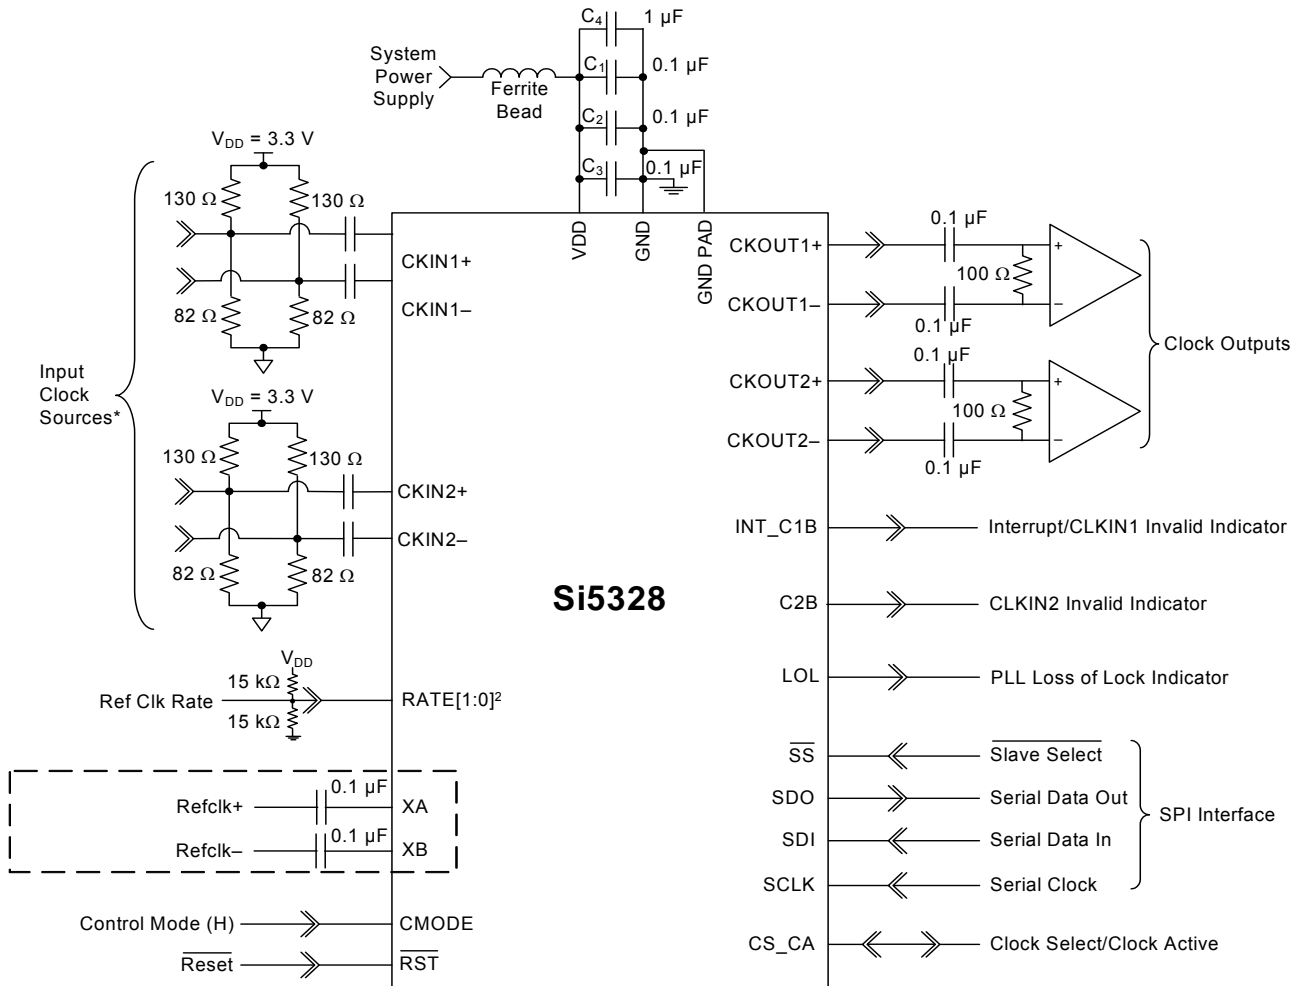 C4 1 µF
System
Power
Supply
Ferrite
Bead
C1 0.1 µF
C2 0.1 µF
C3 0.1 µF
VDD
GND
GND PAD
VDD = 3.3 V
130 Ω 130 Ω
82 Ω 82 Ω
CKIN1+
CKIN1–
Input
Clock
Sources*
VDD = 3.3 V
130 Ω 130 Ω
82 Ω 82 Ω
CKIN2+
CKIN2–
Si5328
VDD
15 kΩ
Ref Clk Rate
15 kΩ
RATE[1:0]²
0.1 µF
Refclk+ XA
0.1 µF
Refclk– XB
Control Mode (H) CMODE
Reset RST
CKOUT1+ 0.1 µF +
100 Ω
CKOUT1– 0.1 µF –
CKOUT2+ 0.1 µF +
100 Ω
CKOUT2– 0.1 µF –
Clock Outputs
INT_C1B Interrupt/CLKIN1 Invalid Indicator
C2B CLKIN2 Invalid Indicator
LOL PLL Loss of Lock Indicator
SS Slave Select
SDO Serial Data Out
SPI Interface
SDI Serial Data In
SCLK Serial Clock
CS_CA Clock Select/Clock Active